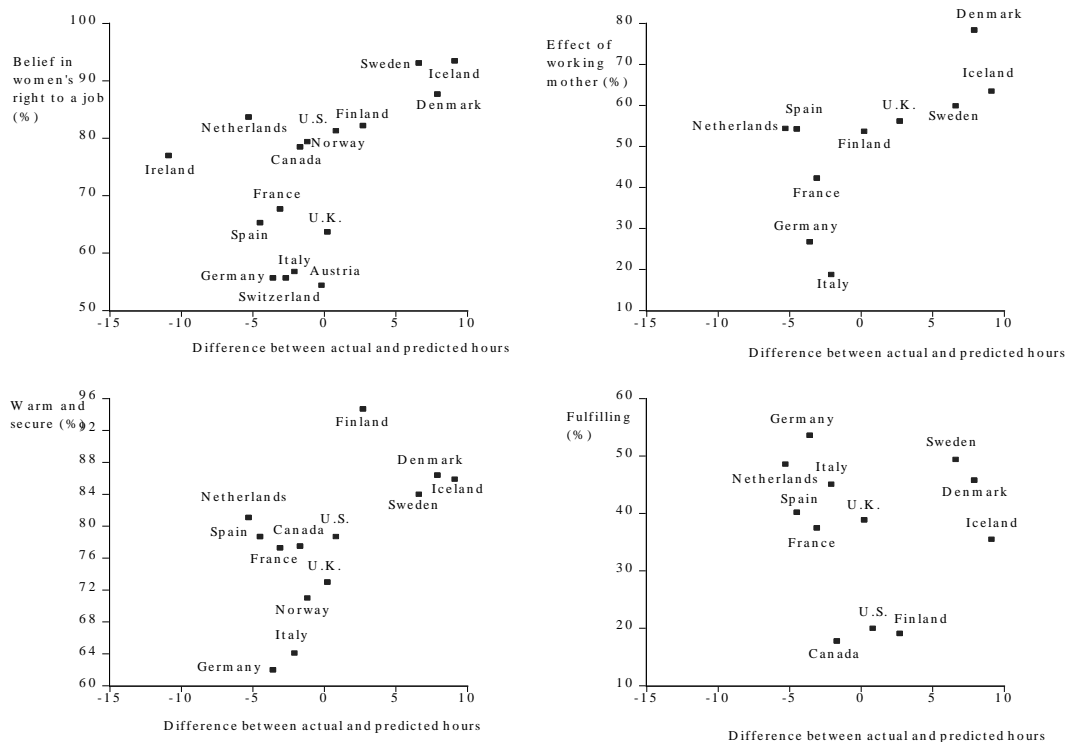 100
Belief in
women's
right to a job
(%)
90
80
70
60
50
Sweden
Iceland
Denmark
Netherlands
U.S.
Finland
Norway
Canada
Ireland
France
Spain
U.K.
Italy
Germany
Austria
Switzerland
-15 -10 -5 0 5 10
Difference between actual and predicted hours
Effect of
working
mother (%)
80
70
60
50
40
30
20
10
Denmark
Iceland
Spain
U.K.
Netherlands
Sweden
Finland
France
Germany
Italy
-15 -10 -5 0 5 10
Difference between actual and predicted hours
Warm and
secure (%)
96
92
88
84
80
76
72
68
64
60
Finland
Denmark
Iceland
Sweden
Netherlands
U.S.
Spain
Canada
France
U.K.
Norway
Italy
Germany
-15 -10 -5 0 5 10
Difference between actual and predicted hours
Fulfilling
(%)
60
50
40
30
20
10
Germany
Sweden
Netherlands
Italy
Denmark
Spain
U.K.
France
Iceland
U.S.
Finland
Canada
-15 -10 -5 0 5 10
Difference between actual and predicted hours